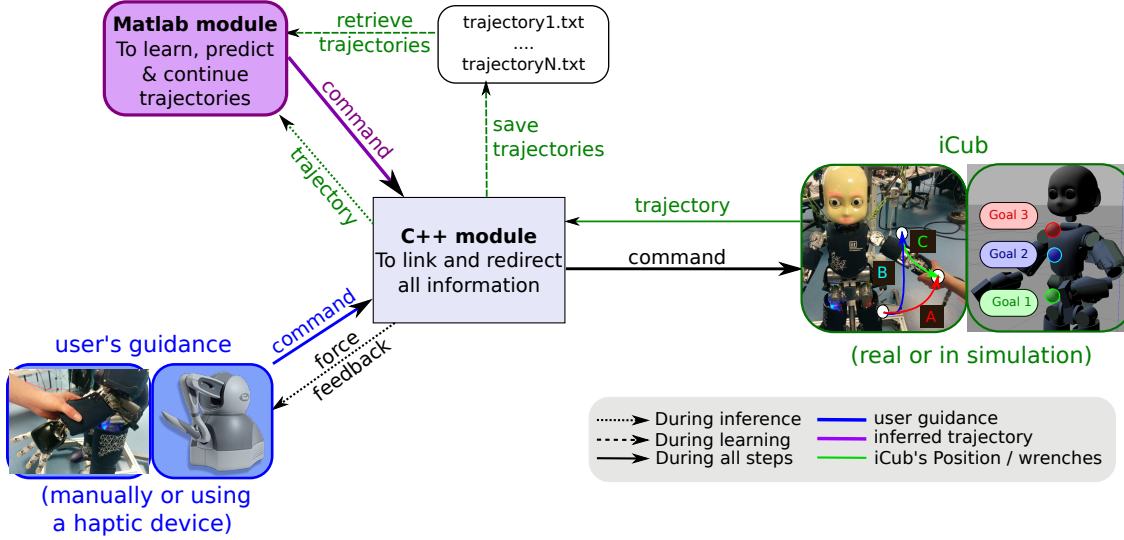 Matlab module
To learn, predict
& continue
trajectories
retrieve
trajectories
trajectory1.txt
....
trajectoryN.txt
command
trajectory
save
trajectories
iCub
trajectory
command
C++ module
To link and redirect
all information
C
B
A
Goal 3
Goal 2
Goal 1
(real or in simulation)
command
force
feedback
user's guidance
(manually or using
a haptic device)
During inference
During learning
During all steps
user guidance
inferred trajectory
iCub's Position / wrenches